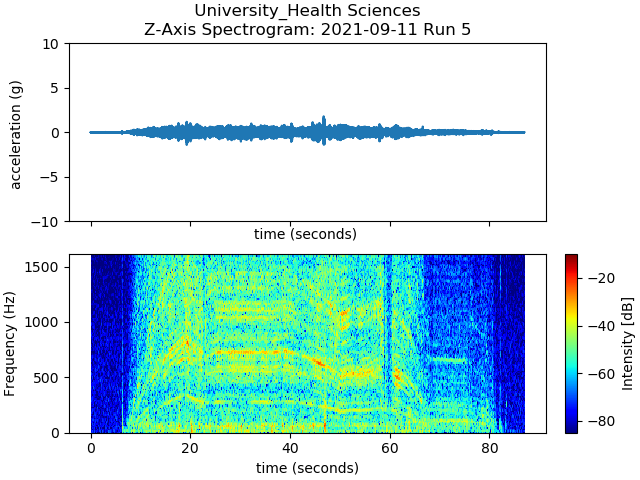 University_Health Sciences
Z-Axis Spectrogram: 2021-09-11 Run 5
10
5
0
−5
−10
acceleration (g)
time (seconds)
1500
1000
500
0
Frequency (Hz)
0
20
40
60
80
time (seconds)
−20
−40
−60
−80
Intensity [dB]